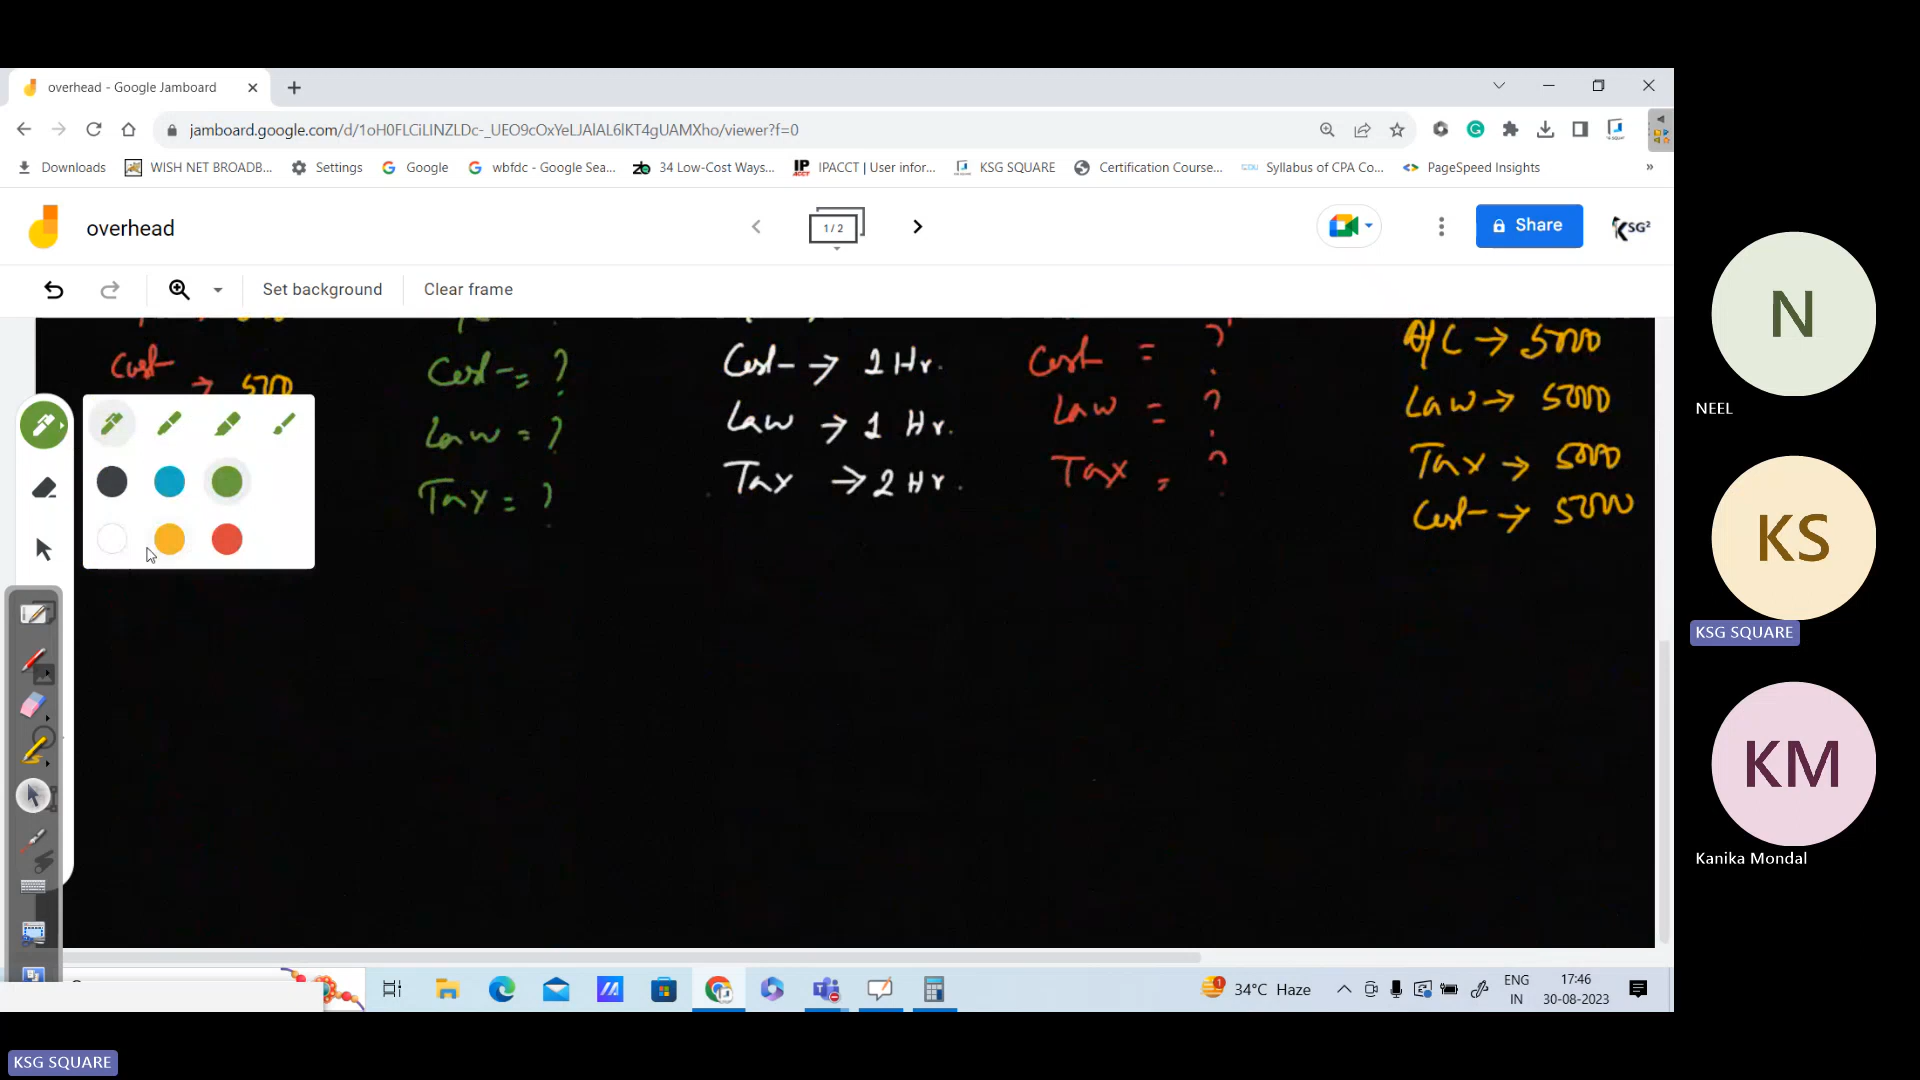 overhead - Google Jamboard
jamboard.google.com/d/1oH0FLCiLINZLDc-_UEO9cOxYeLJAlAL6lKT4gUAMXho/viewer?f=0
Downloads WISH NET BROADB... Settings Google wbfdc - Google Sea... 34 Low-Cost Ways... IPACCT | User infor... KSG SQUARE Certification Course... Syllabus of CPA Co... PageSpeed Insights »
overhead 1 / 2 Share KSG²
Set background Clear frame
Cost → 5000
Cost = ?
Law = ?
Tax = ?
Cost → 1 Hr.
Law → 1 Hr.
Tax → 2 Hr.
Cost = ?
Law = ?
Tax = ?
A/C → 5000
Law → 5000
Tax → 5000
Cost → 5000
N
NEEL
KS
KSG SQUARE
KM
Kanika Mondal
34°C Haze ENG IN 17:46 30-08-2023
KSG SQUARE